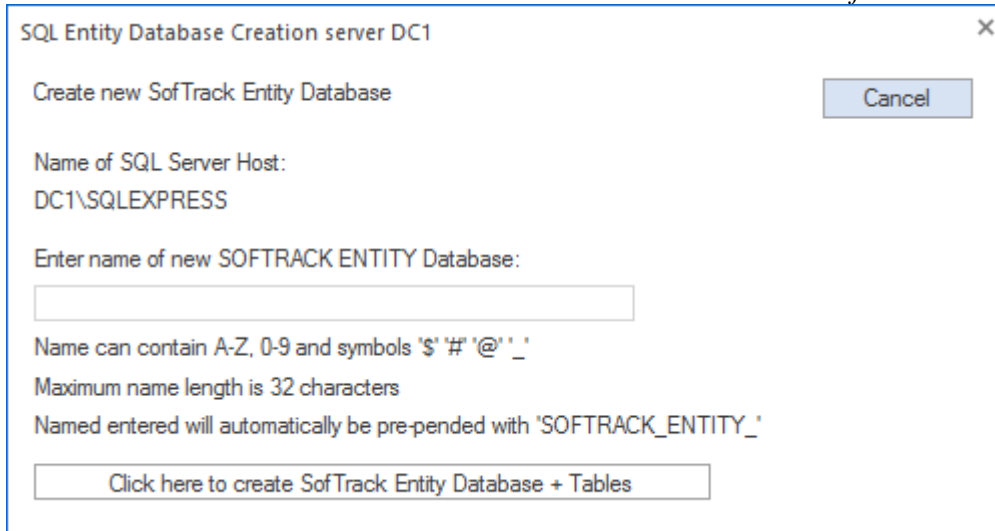 SQL Entity Database Creation server DC1
Create new SofTrack Entity Database
Cancel
Name of SQL Server Host:
DC1\SQLEXPRESS
Enter name of new SOFTRACK ENTITY Database:
Name can contain A-Z, 0-9 and symbols '$' '#' '@' '_'
Maximum name length is 32 characters
Named entered will automatically be pre-pended with 'SOFTRACK_ENTITY_'
Click here to create SofTrack Entity Database + Tables